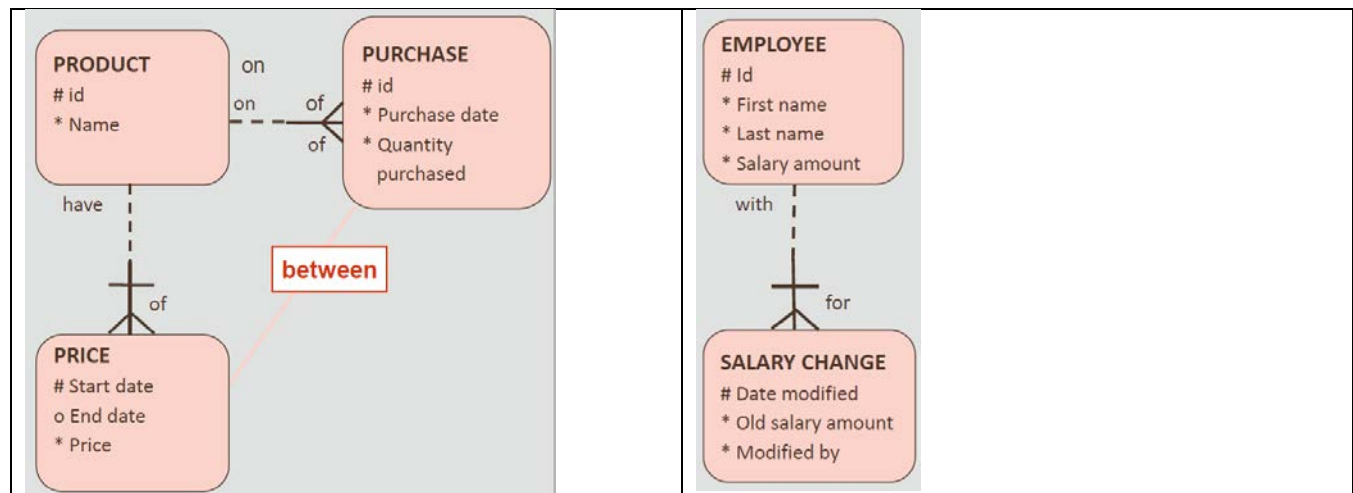 PRODUCT
# id
* Name
on
on
of
of
PURCHASE
# id
* Purchase date
* Quantity
purchased
have
of
between
PRICE
# Start date
o End date
* Price
EMPLOYEE
# Id
* First name
* Last name
* Salary amount
with
for
SALARY CHANGE
# Date modified
* Old salary amount
* Modified by